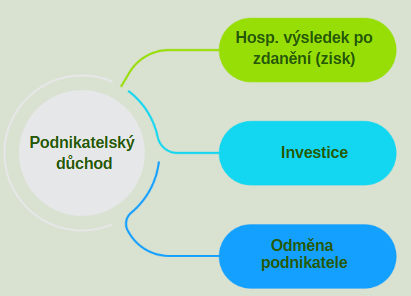 Hosp. výsledek po
zdanění (zisk)
Podnikatelský
důchod
Investice
Odměna
podnikatele